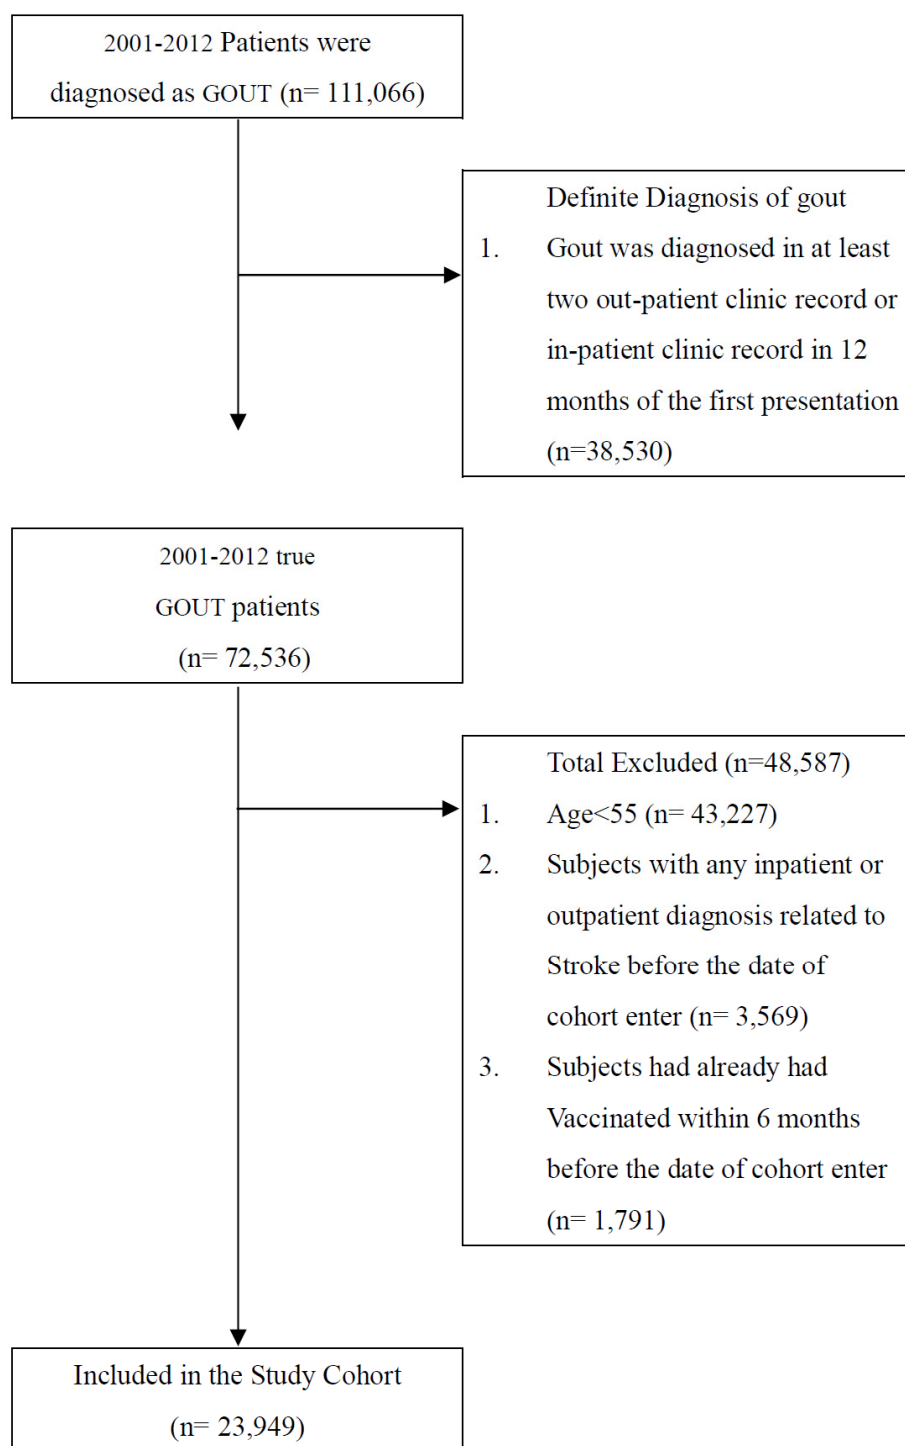 2001-2012 Patients were
diagnosed as GOUT (n= 111,066)
Definite Diagnosis of gout
1. Gout was diagnosed in at least
two out-patient clinic record or
in-patient clinic record in 12
months of the first presentation
(n=38,530)
2001-2012 true
GOUT patients
(n= 72,536)
Total Excluded (n=48,587)
1. Age<55 (n= 43,227)
2. Subjects with any inpatient or
outpatient diagnosis related to
Stroke before the date of
cohort enter (n= 3,569)
3. Subjects had already had
Vaccinated within 6 months
before the date of cohort enter
(n= 1,791)
Included in the Study Cohort
(n= 23,949)